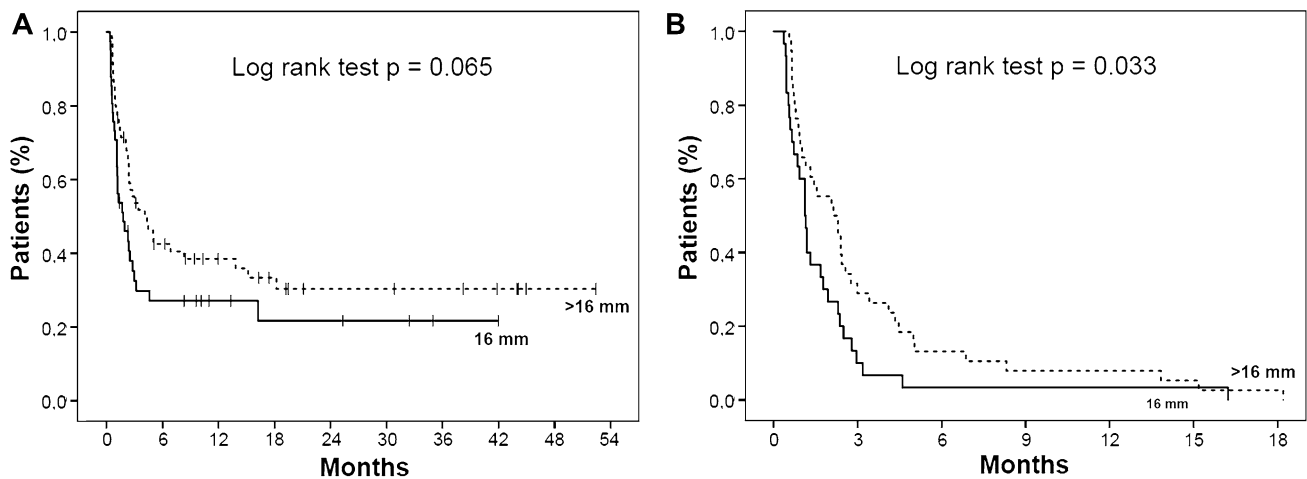 A
Log rank test p = 0.065
Patients (%)
1.0
0.8
0.6
0.4
0.2
0.0
>16 mm
16 mm
0 6 12 18 24 30 36 42 48 54
Months
B
Log rank test p = 0.033
Patients (%)
1.0
0.8
0.6
0.4
0.2
0.0
>16 mm
16 mm
0 3 6 9 12 15 18
Months